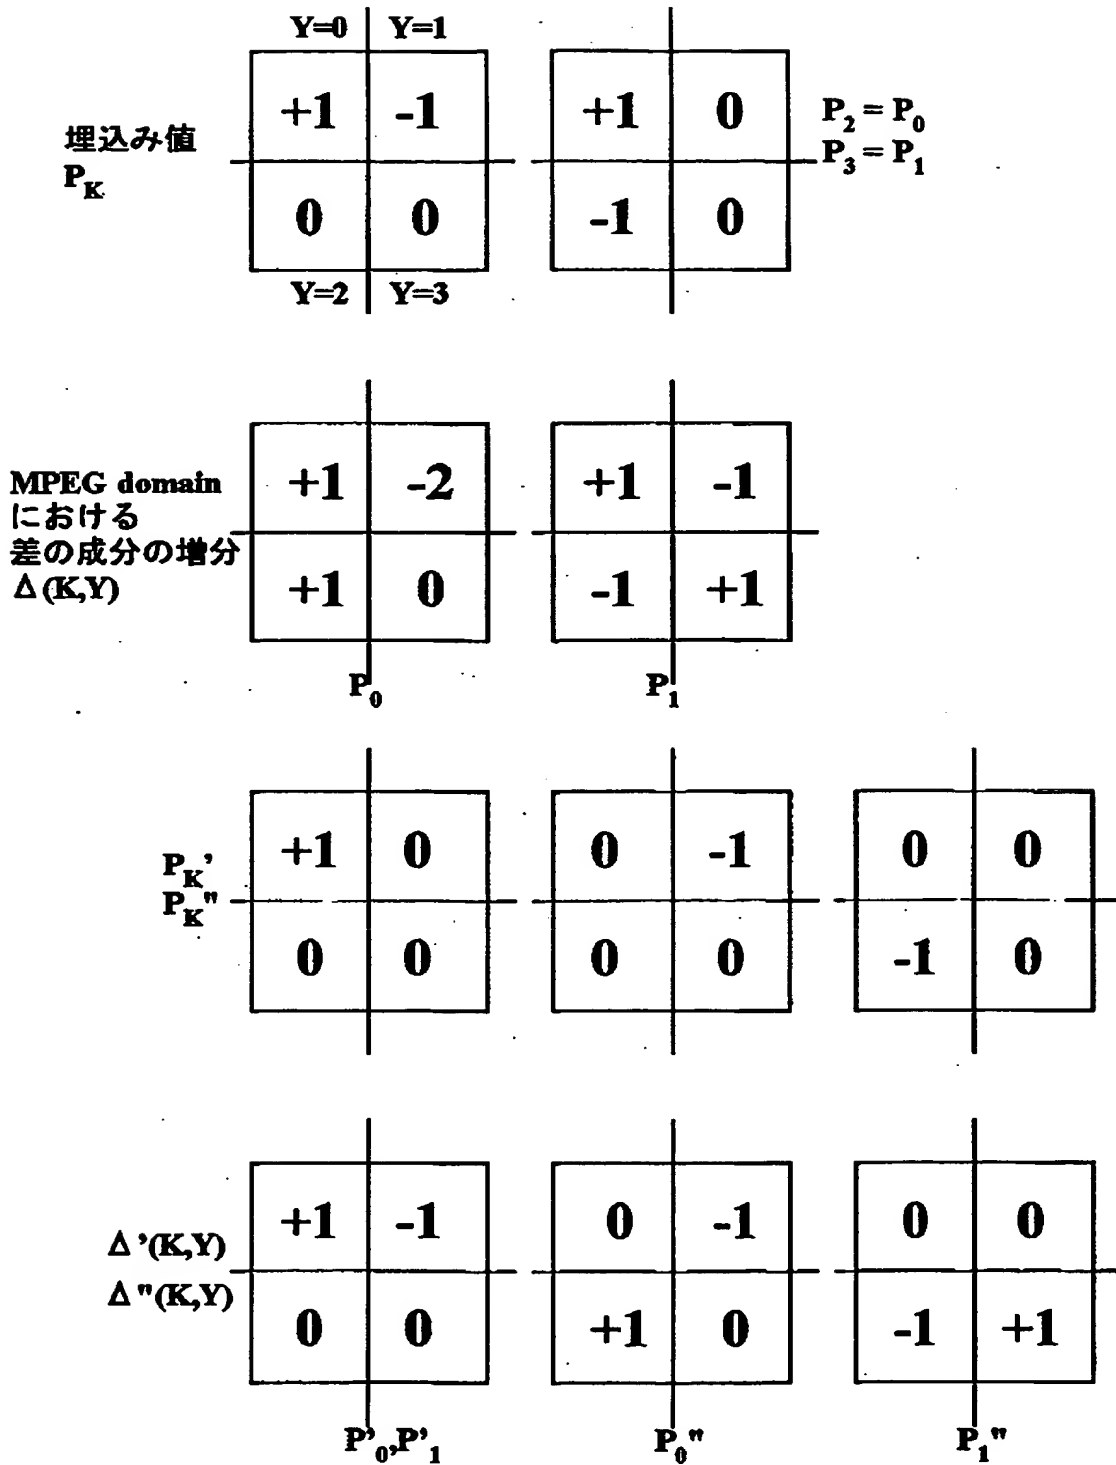 Y=0 Y=1
+1 -1 +1 0
埋込み値
P_K
P_2 = P_0
P_3 = P_1
0 0 -1 0
Y=2 Y=3
MPEG domain
における
差の成分の増分
Δ(K,Y)
+1 -2 +1 -1
+1 0 -1 +1
P_0 P_1
P_K'
P_K"
+1 0 0 -1 0 0
0 0 0 0 -1 0
Δ'(K,Y)
Δ"(K,Y)
+1 -1 0 -1 0 0
0 0 +1 0 -1 +1
P'_0,P'_1 P_0" P_1"